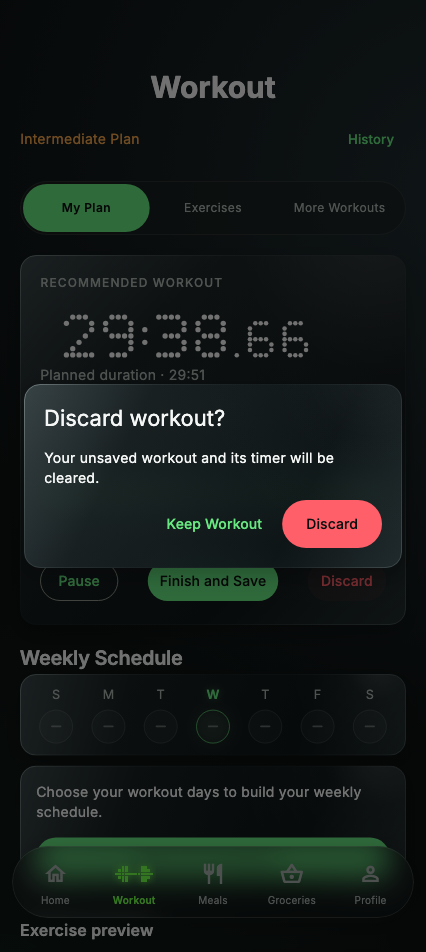 Workout
Intermediate Plan
History
My Plan
Exercises
More Workouts
RECOMMENDED WORKOUT
29:38.66
Planned duration · 29:51
Discard workout?
Your unsaved workout and its timer will be
cleared.
Keep Workout
Discard
Pause
Finish and Save
Discard
Weekly Schedule
S M T W T F S
Choose your workout days to build your weekly
schedule.
Home
Workout
Meals
Groceries
Profile
Exercise preview